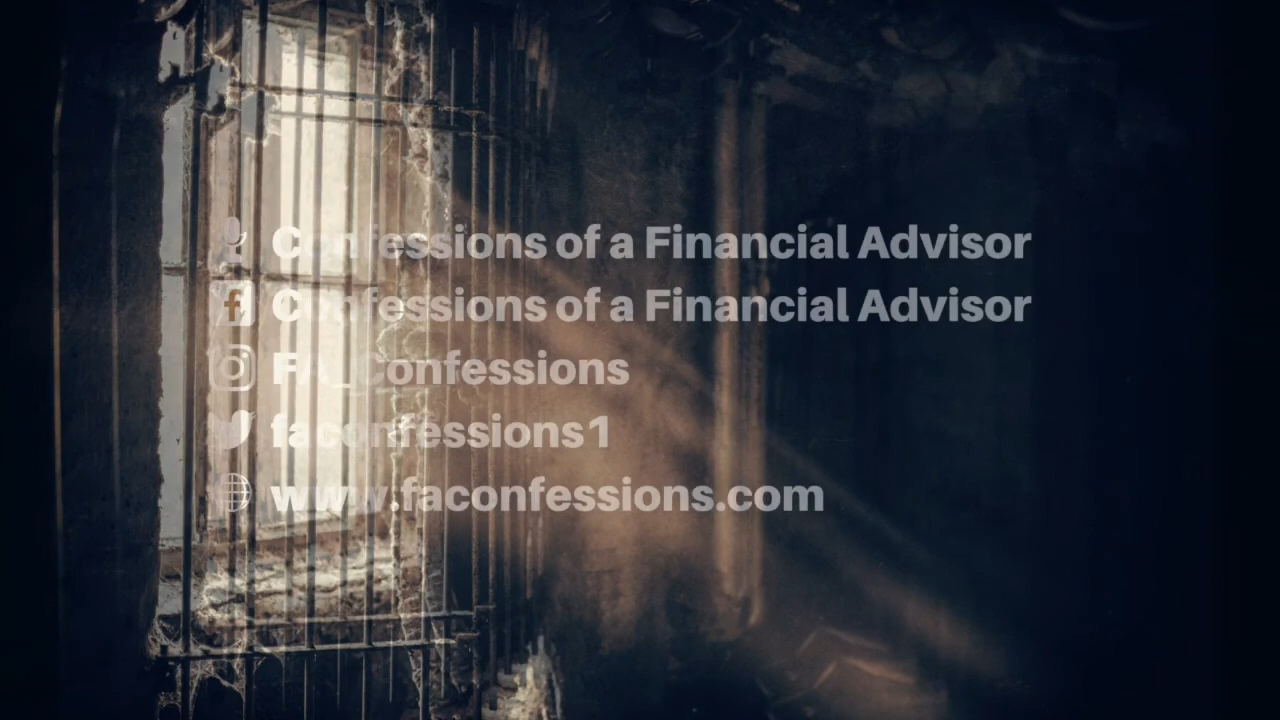 Confessions of a Financial Advisor
Confessions of a Financial Advisor
FA_Confessions
faconfessions1
www.faconfessions.com